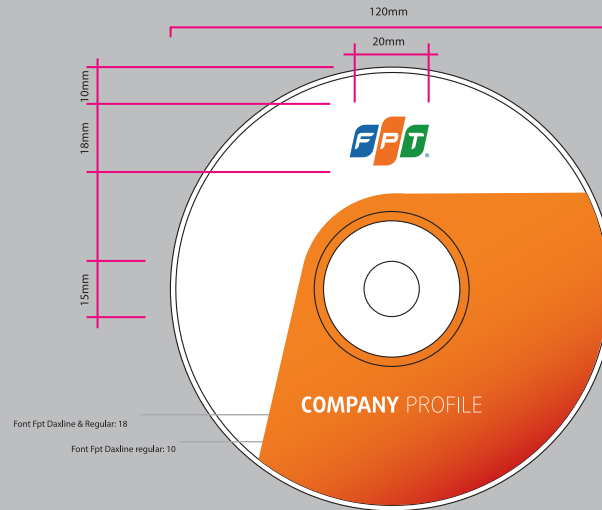 120mm
20mm
10mm
18mm
FPT®
15mm
COMPANY PROFILE
Font Fpt Daxline & Regular: 18
Font Fpt Daxline regular: 10